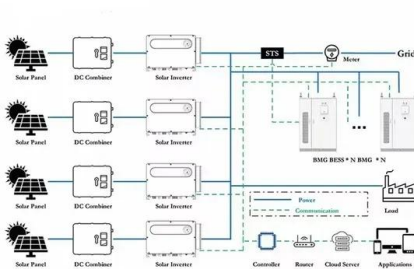 STS
Meter
Grid
Solar Panel
DC Combiner
Solar Inverter
Solar Panel
DC Combiner
Solar Inverter
BMG BESS * N BMG * N
Solar Panel
DC Combiner
Solar Inverter
Power
Communication
Load
Solar Panel
DC Combiner
Solar Inverter
Controller
Router
Cloud Server
Applications